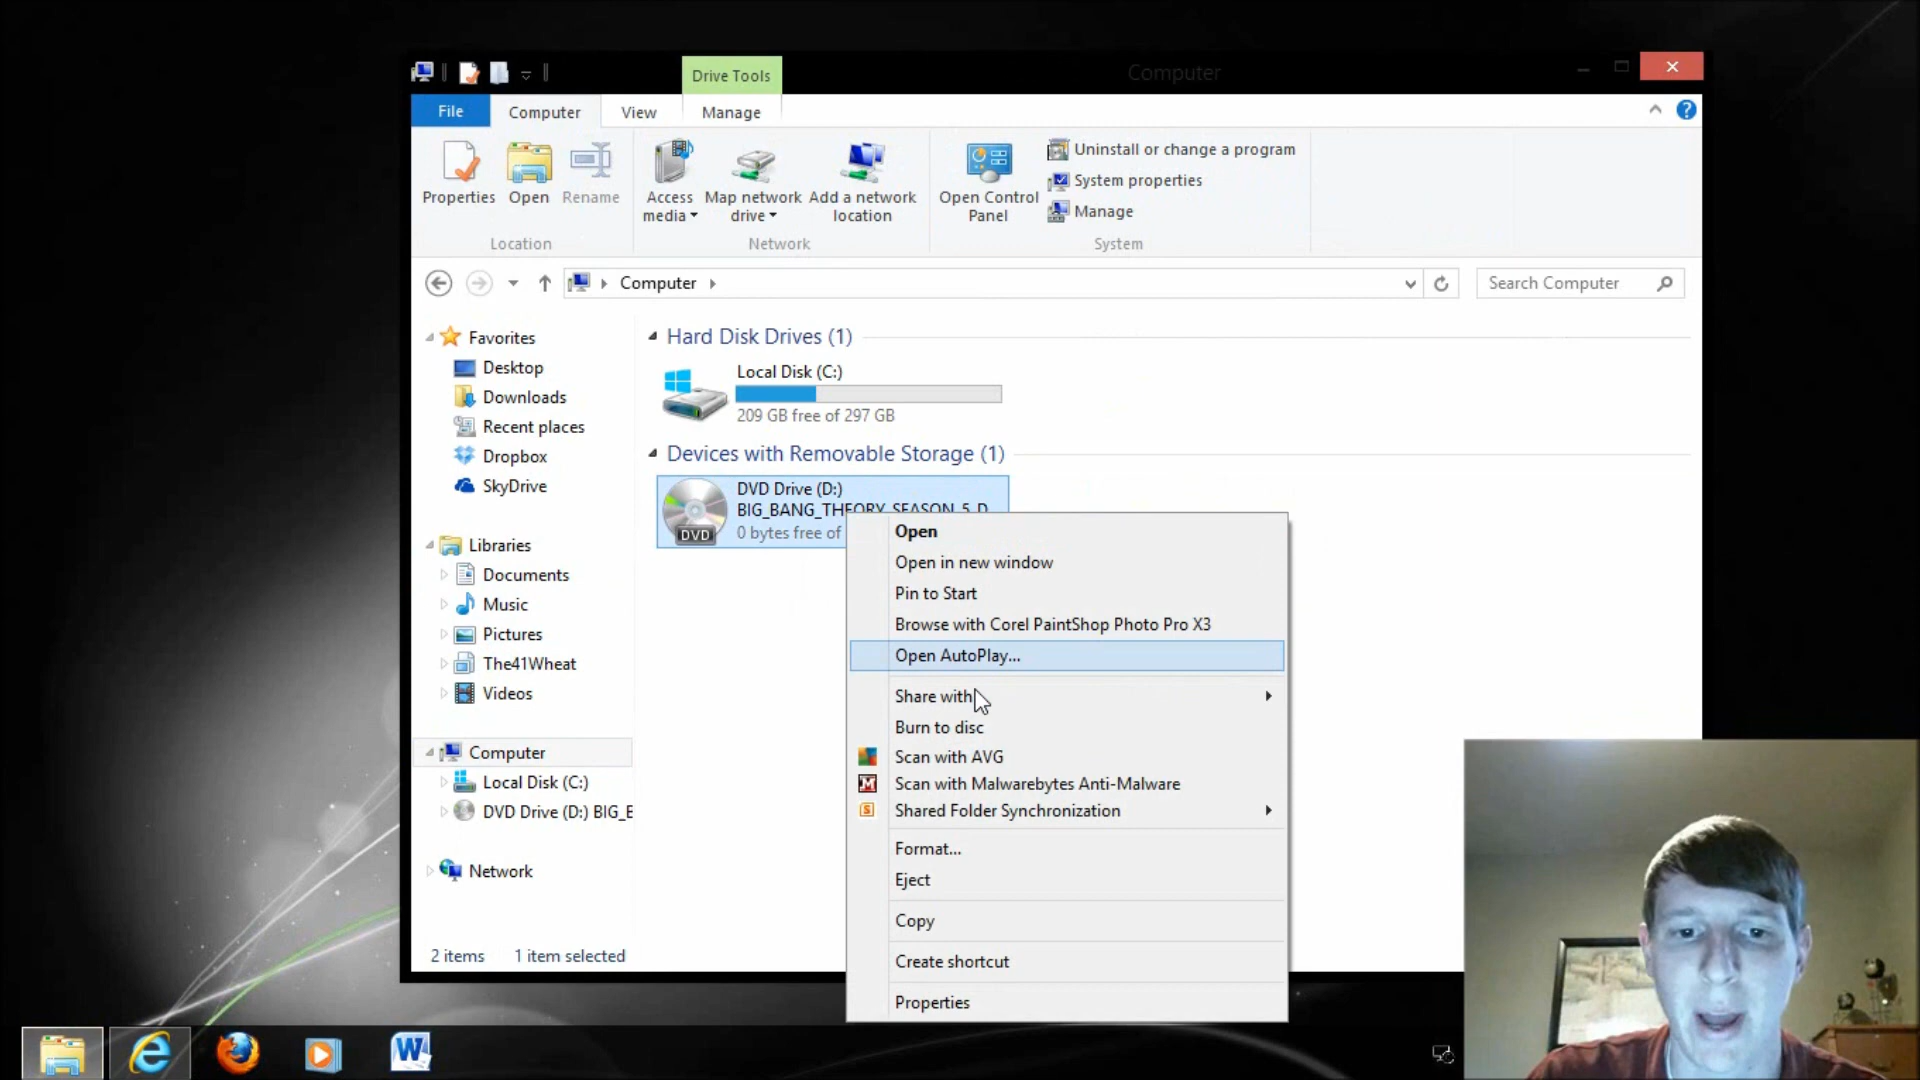 Drive Tools
Computer
File
Computer
View
Manage
Properties
Open
Rename
Access media
Map network drive
Add a network location
Open Control Panel
Uninstall or change a program
System properties
Manage
Location
Network
System
Computer
Search Computer
Favorites
Desktop
Downloads
Recent places
Dropbox
SkyDrive
Libraries
Documents
Music
Pictures
The41Wheat
Videos
Computer
Local Disk (C:)
DVD Drive (D:) BIG_E
Network
Hard Disk Drives (1)
Local Disk (C:)
209 GB free of 297 GB
Devices with Removable Storage (1)
DVD Drive (D:)
BIG_BANG_THEORY_SEASON_5_D
0 bytes free of
DVD
Open
Open in new window
Pin to Start
Browse with Corel PaintShop Photo Pro X3
Open AutoPlay...
Share with
Burn to disc
Scan with AVG
Scan with Malwarebytes Anti-Malware
Shared Folder Synchronization
Format...
Eject
Copy
Create shortcut
Properties
2 items
1 item selected